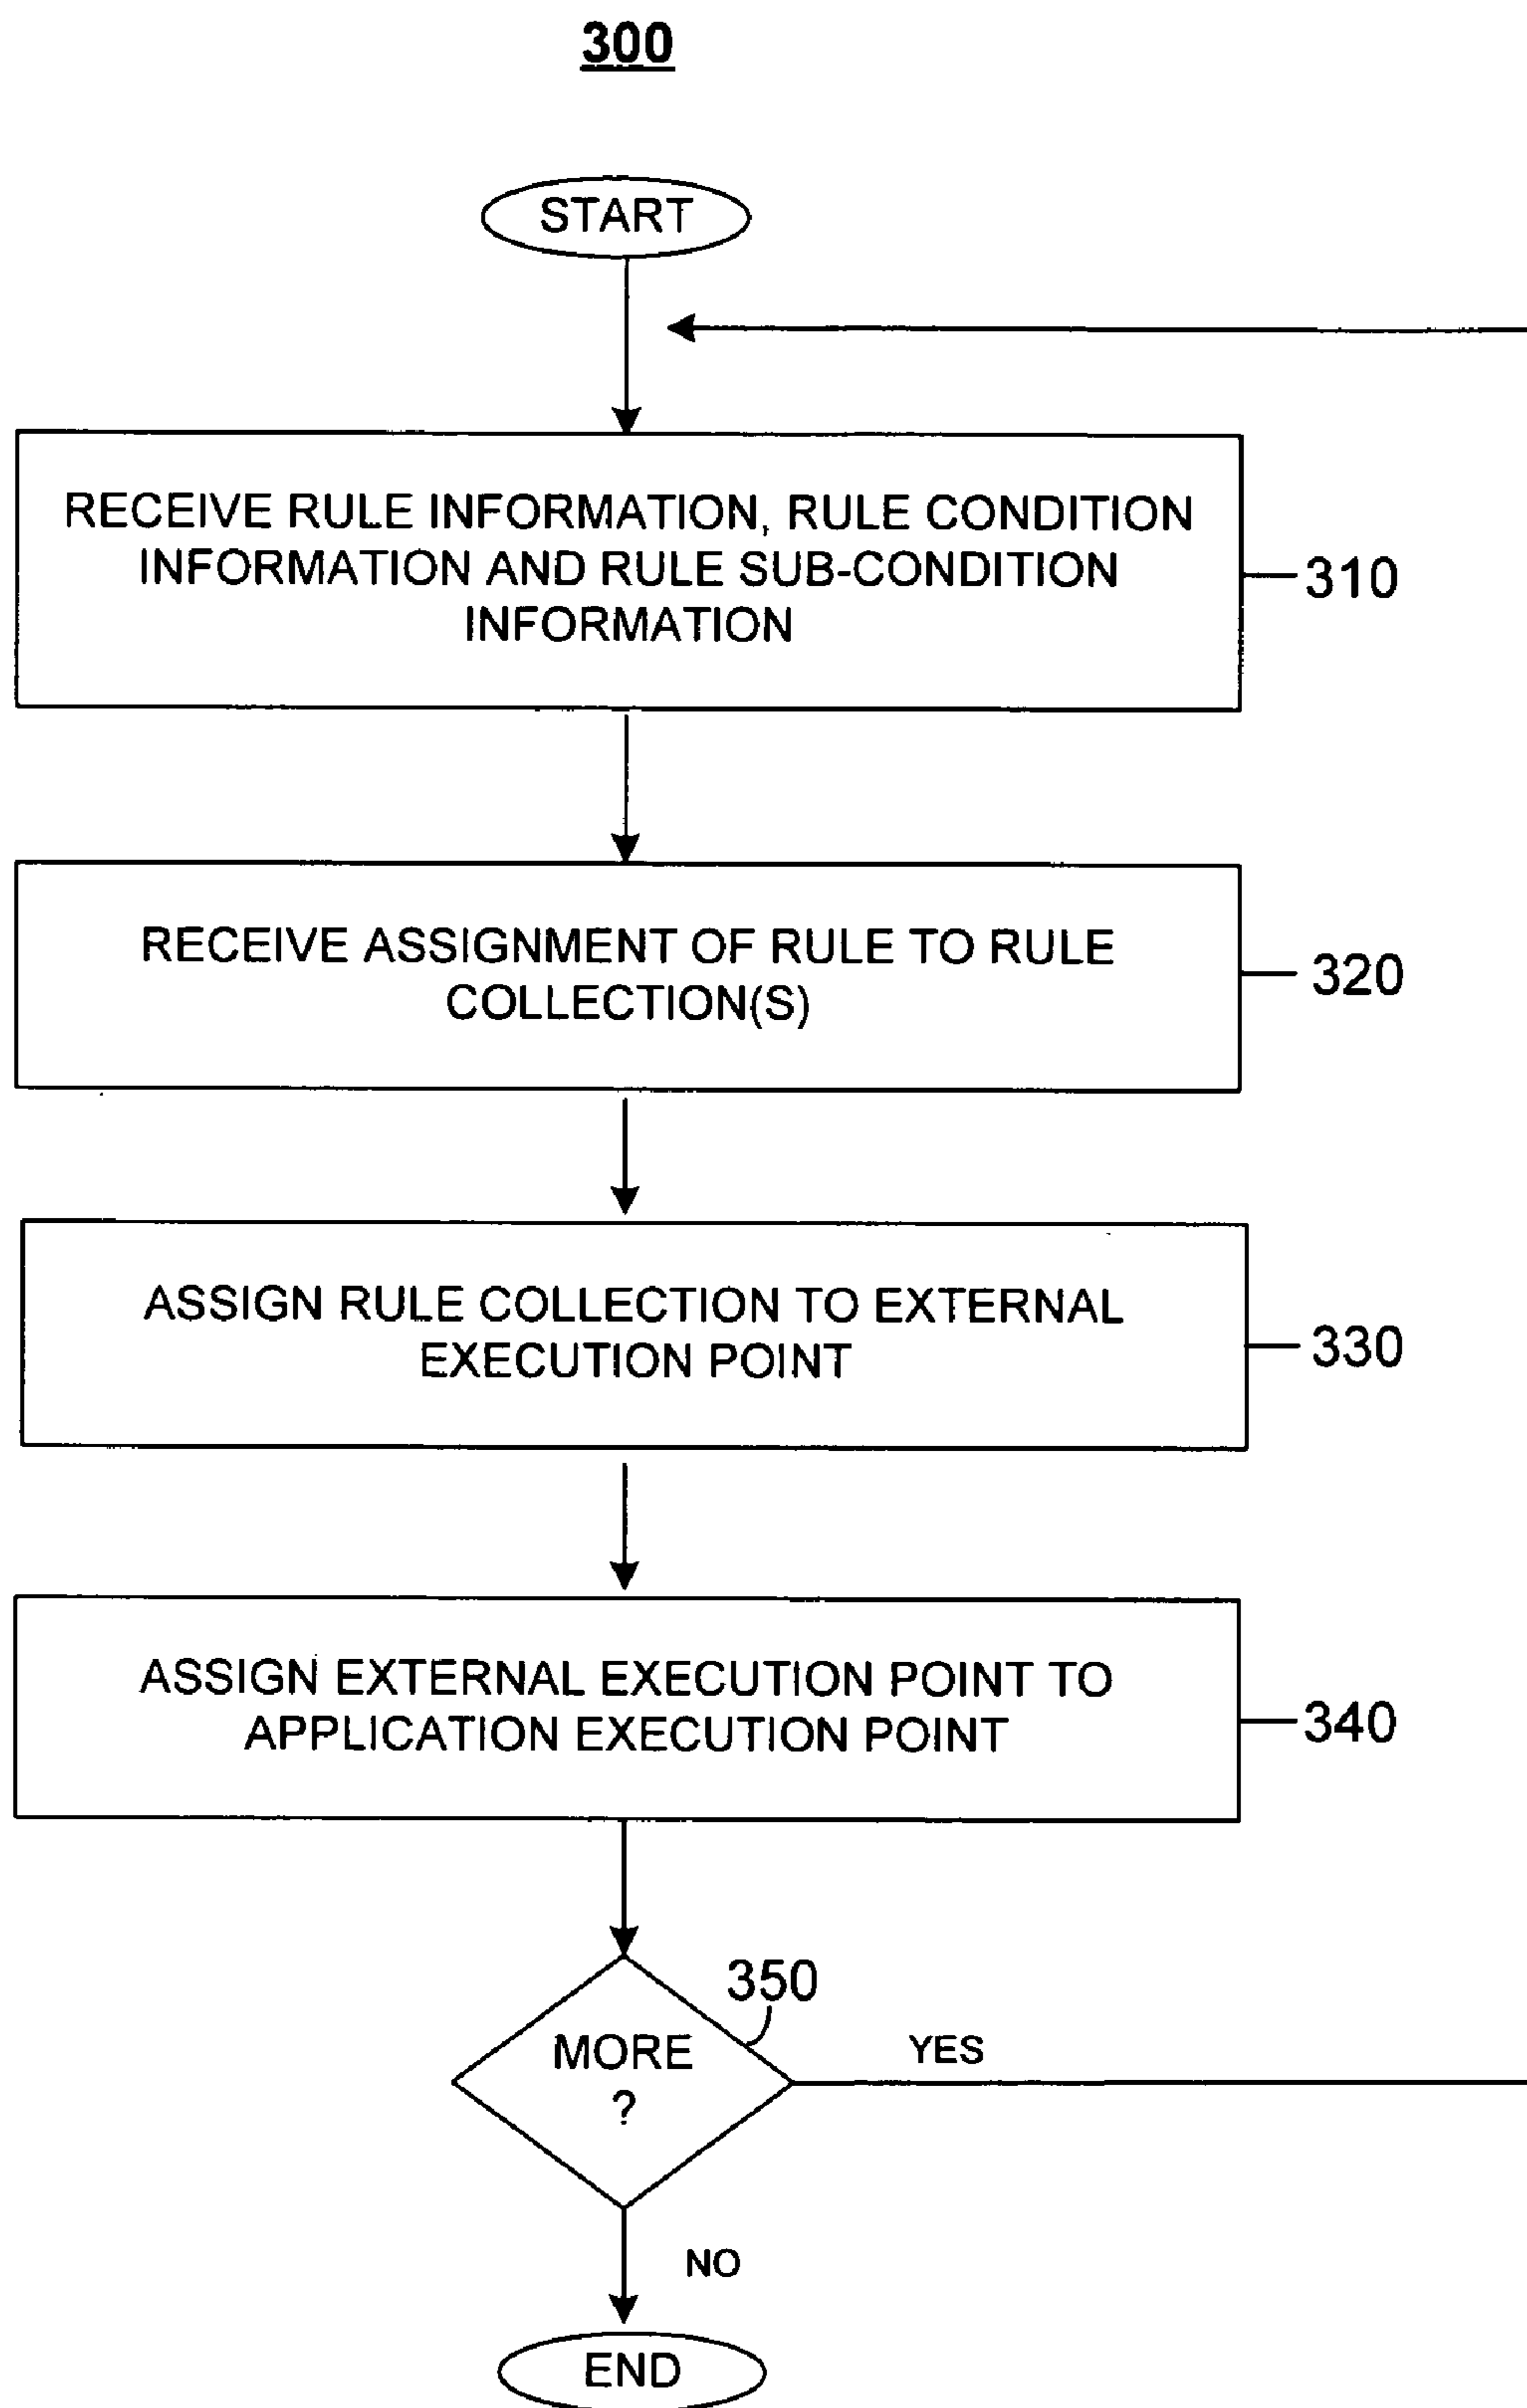 300
START
RECEIVE RULE INFORMATION, RULE CONDITION
INFORMATION AND RULE SUB-CONDITION
INFORMATION
310
RECEIVE ASSIGNMENT OF RULE TO RULE
COLLECTION(S)
320
ASSIGN RULE COLLECTION TO EXTERNAL
EXECUTION POINT
330
ASSIGN EXTERNAL EXECUTION POINT TO
APPLICATION EXECUTION POINT
340
350
MORE
?
YES
NO
END